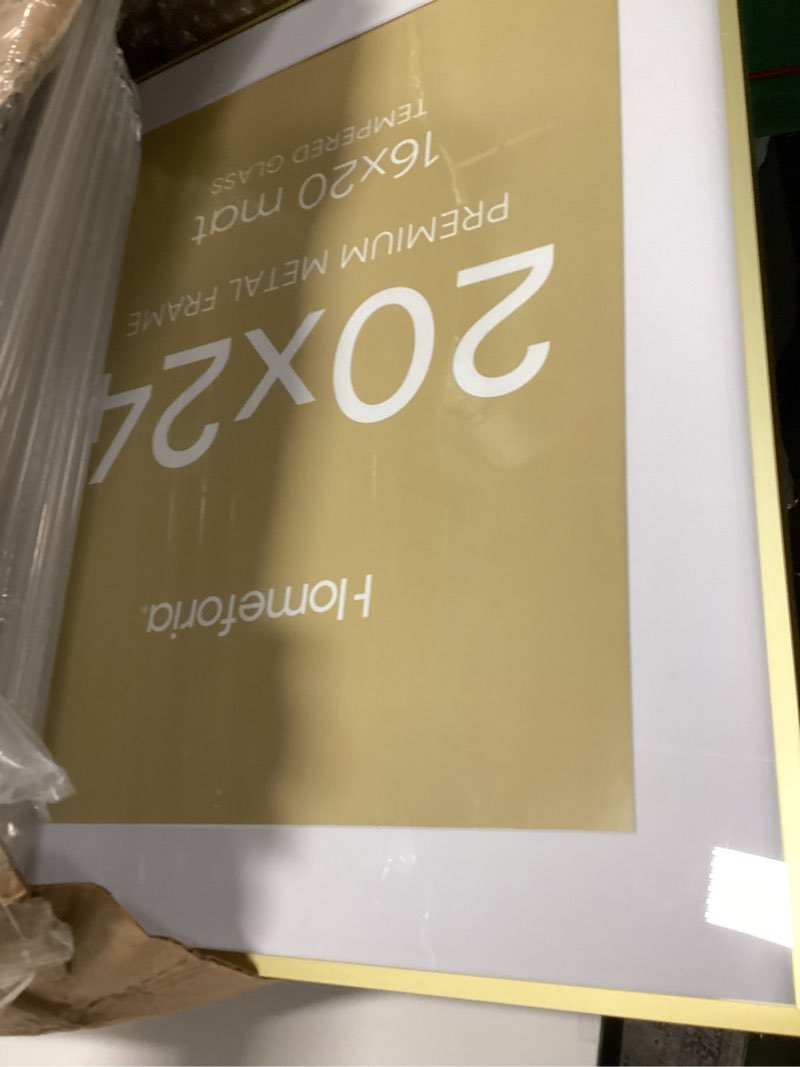 Homeforia.
20x24
PREMIUM METAL FRAME
16x20 mat
TEMPERED GLASS